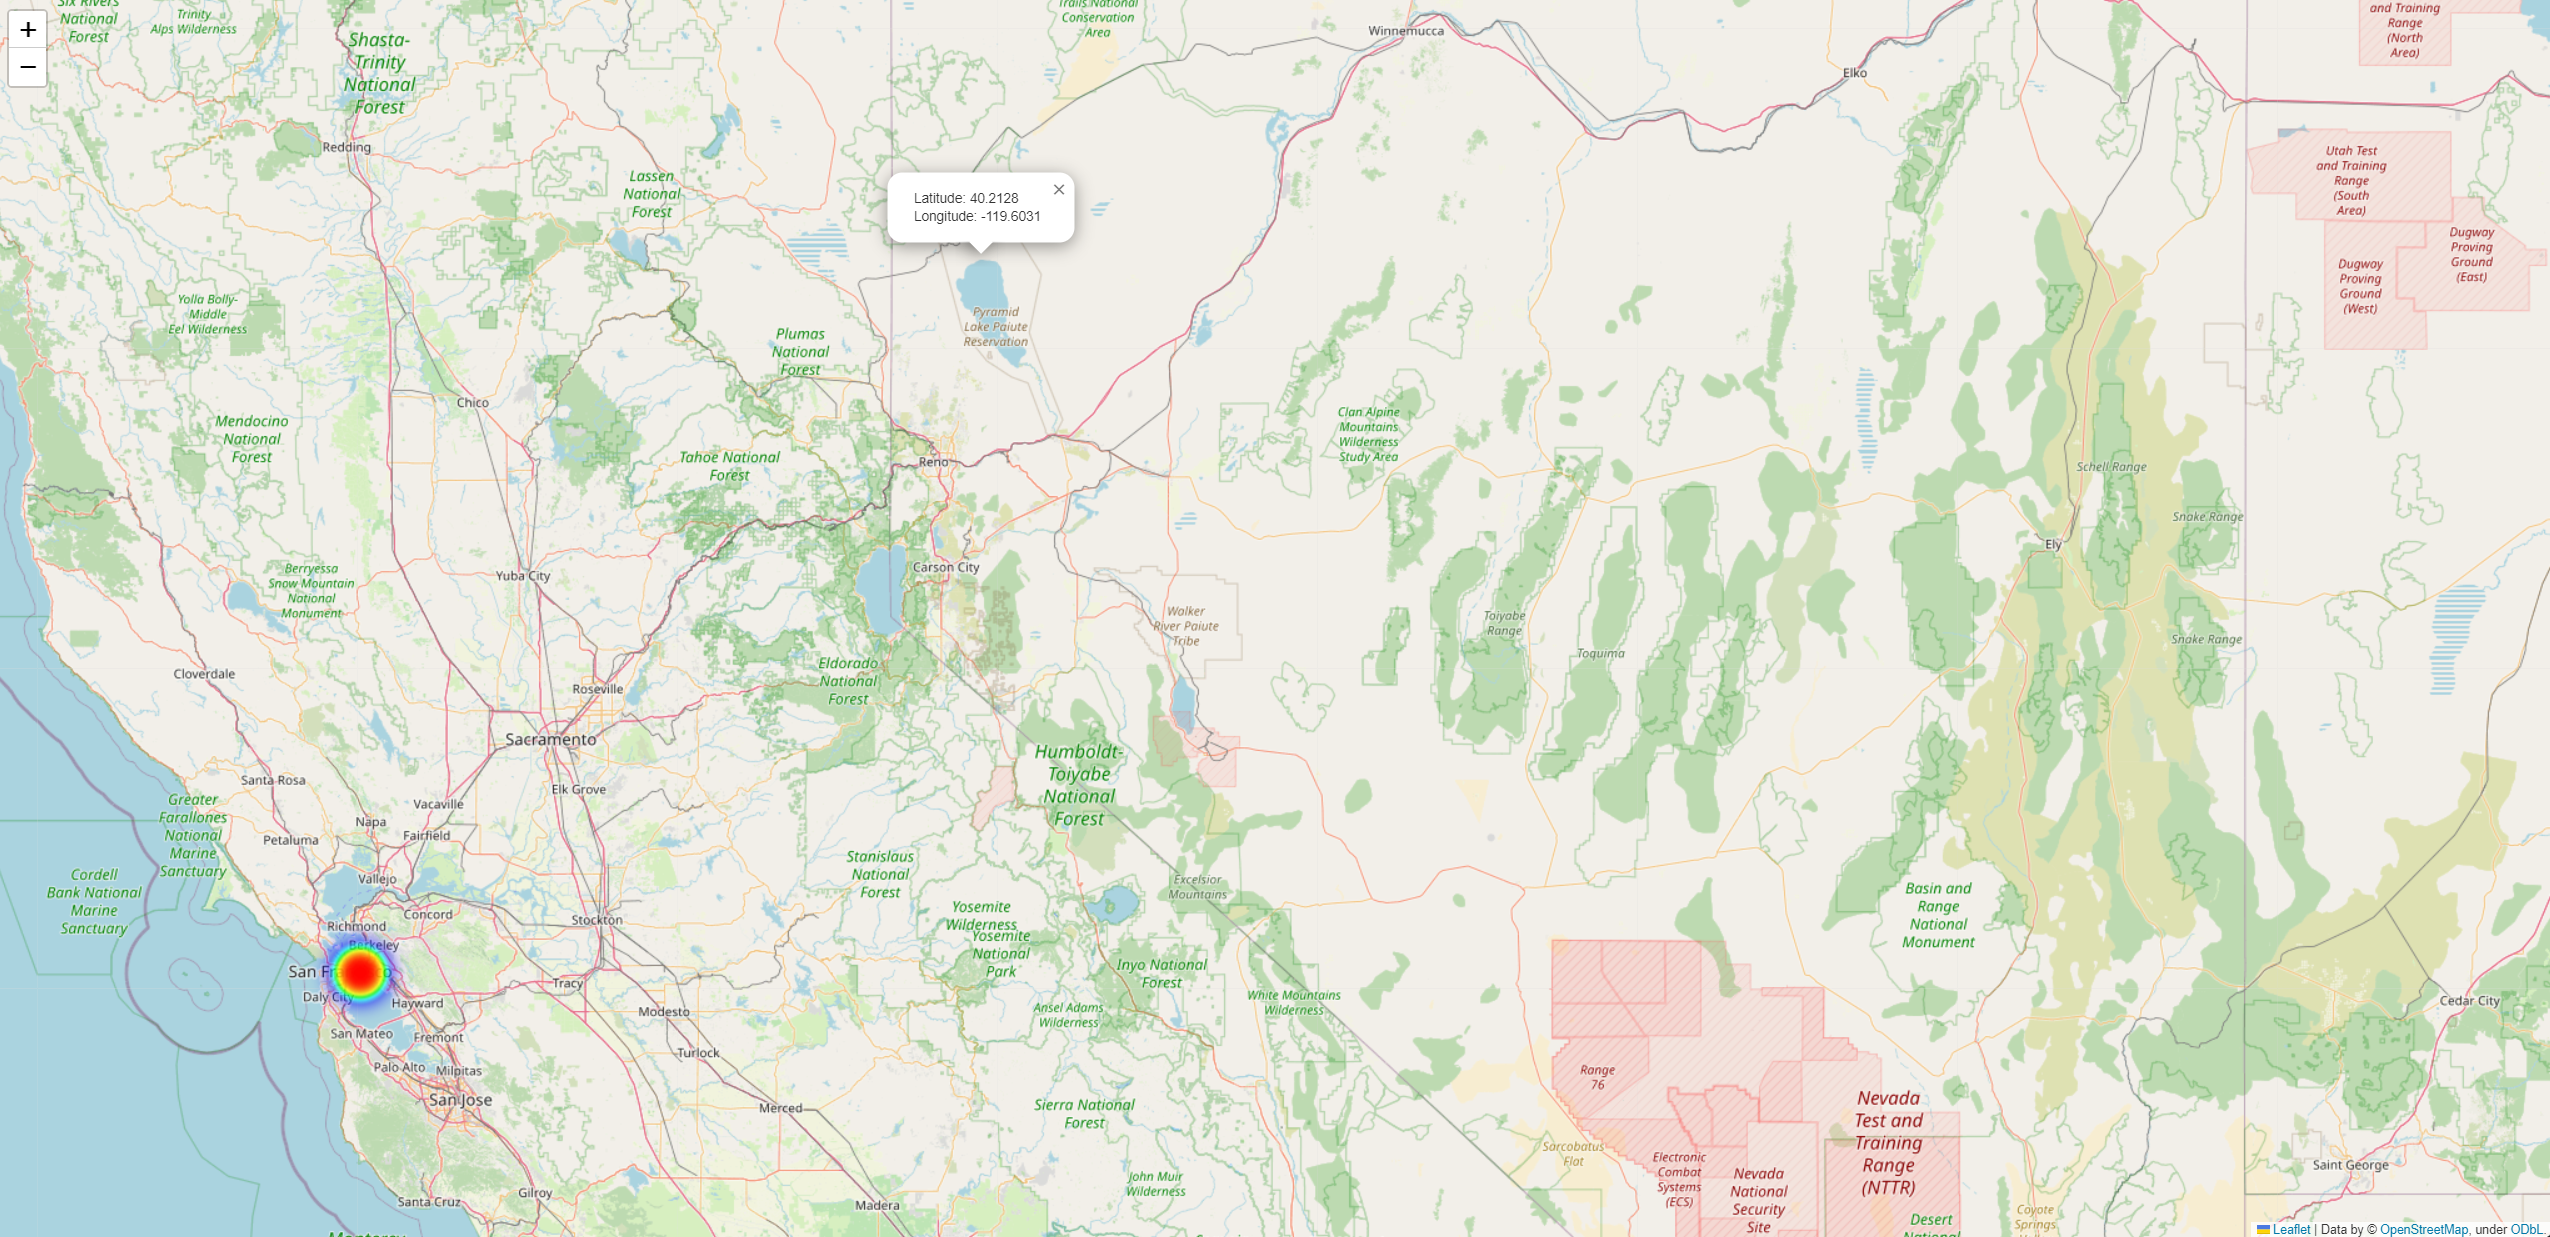 +
−
Six Rivers
National
Forest
Trinity
Alps Wilderness
Shasta-
Trinity
National
Forest
Trails National
Conservation
Area
Winnemucca
and Training
Range
(North
Area)
Elko
Redding
Lassen
National
Forest
Latitude: 40.2128
Longitude: -119.6031
×
Utah Test
and Training
Range
(South
Area)
Dugway
Proving
Ground
(East)
Dugway
Proving
Ground
(West)
Yolla Bolly-
Middle
Eel Wilderness
Plumas
National
Forest
Pyramid
Lake Paiute
Reservation
Chico
Mendocino
National
Forest
Clan Alpine
Mountains
Wilderness
Study Area
Tahoe National
Forest
Reno
Schell Range
Snake Range
Ely
Berryessa
Snow Mountain
National
Monument
Yuba City
Carson City
Walker
River Paiute
Tribe
Toiyabe
Range
Toquima
Snake Range
Cloverdale
Eldorado
National
Forest
Roseville
Sacramento
Humboldt-
Toiyabe
National
Forest
Santa Rosa
Elk Grove
Greater
Farallones
National
Marine
Sanctuary
Vacaville
Napa
Fairfield
Petaluma
Vallejo
Cordell
Bank National
Marine
Sanctuary
Stanislaus
National
Forest
Excelsior
Mountains
Basin and
Range
National
Monument
Concord
Richmond
Stockton
Yosemite
Wilderness
Yosemite
National
Park
Berkeley
San Francisco
Daly City
Hayward
Tracy
Inyo National
Forest
White Mountains
Wilderness
Ansel Adams
Wilderness
Modesto
Cedar City
San Mateo
Fremont
Turlock
Palo Alto
Milpitas
San Jose
Range
76
Merced
Sierra National
Forest
Nevada
Test and
Training
Range
(NTTR)
Sarcobatus
Flat
Electronic
Combat
Systems
(ECS)
Nevada
National
Security
Site
John Muir
Wilderness
Saint George
Santa Cruz
Gilroy
Madera
Desert
National
Coyote
Springs
Monterey
Leaflet | Data by © OpenStreetMap, under ODbL.